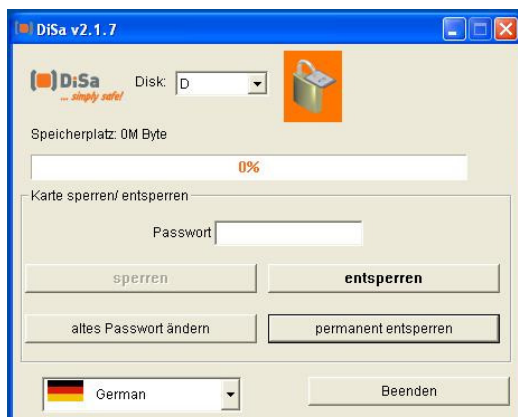 DiSa v2.1.7
DiSa
... simply safe!
Disk: D
Speicherplatz: 0M Byte
0%
Karte sperren/ entsperren
Passwort
sperren
entsperren
altes Passwort ändern
permanent entsperren
German
Beenden